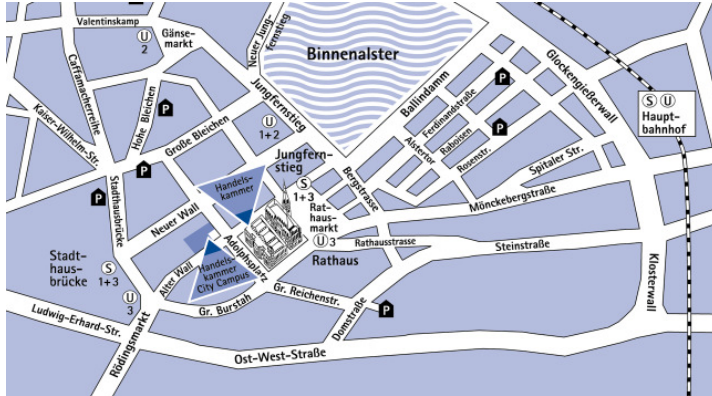 Valentinskamp
U
2
Gänse-
markt
Neuer Jung-
fernstieg
Binnenalster
Caffamacherreihe
Kaiser-Wilhelm-Str.
Hohe Bleichen
P
Große Bleichen
Jungfernstieg
U
1+2
Ballindamm
Ferdinandstraße
P
Glockengießerwall
S U
Haupt-
bahnhof
Alstertor
Raboisen
P
Rosenstr.
Spitaler Str.
P
P
Stadthausbrücke
Jungfern-
stieg
S
1+3
Handels-
kammer
Bergstrasse
Mönckebergstraße
Neuer Wall
Rat-
haus-
markt
U 3
Rathaus
Rathausstrasse
Steinstraße
Klosterwall
Stadt-
haus-
brücke
S
1+3
U
3
Alter Wall
Adolphsplatz
Handels-
kammer
City Campus
Gr. Burstah
Gr. Reichenstr.
P
Domstraße
Ludwig-Erhard-Str.
Rödingsmarkt
Ost-West-Straße